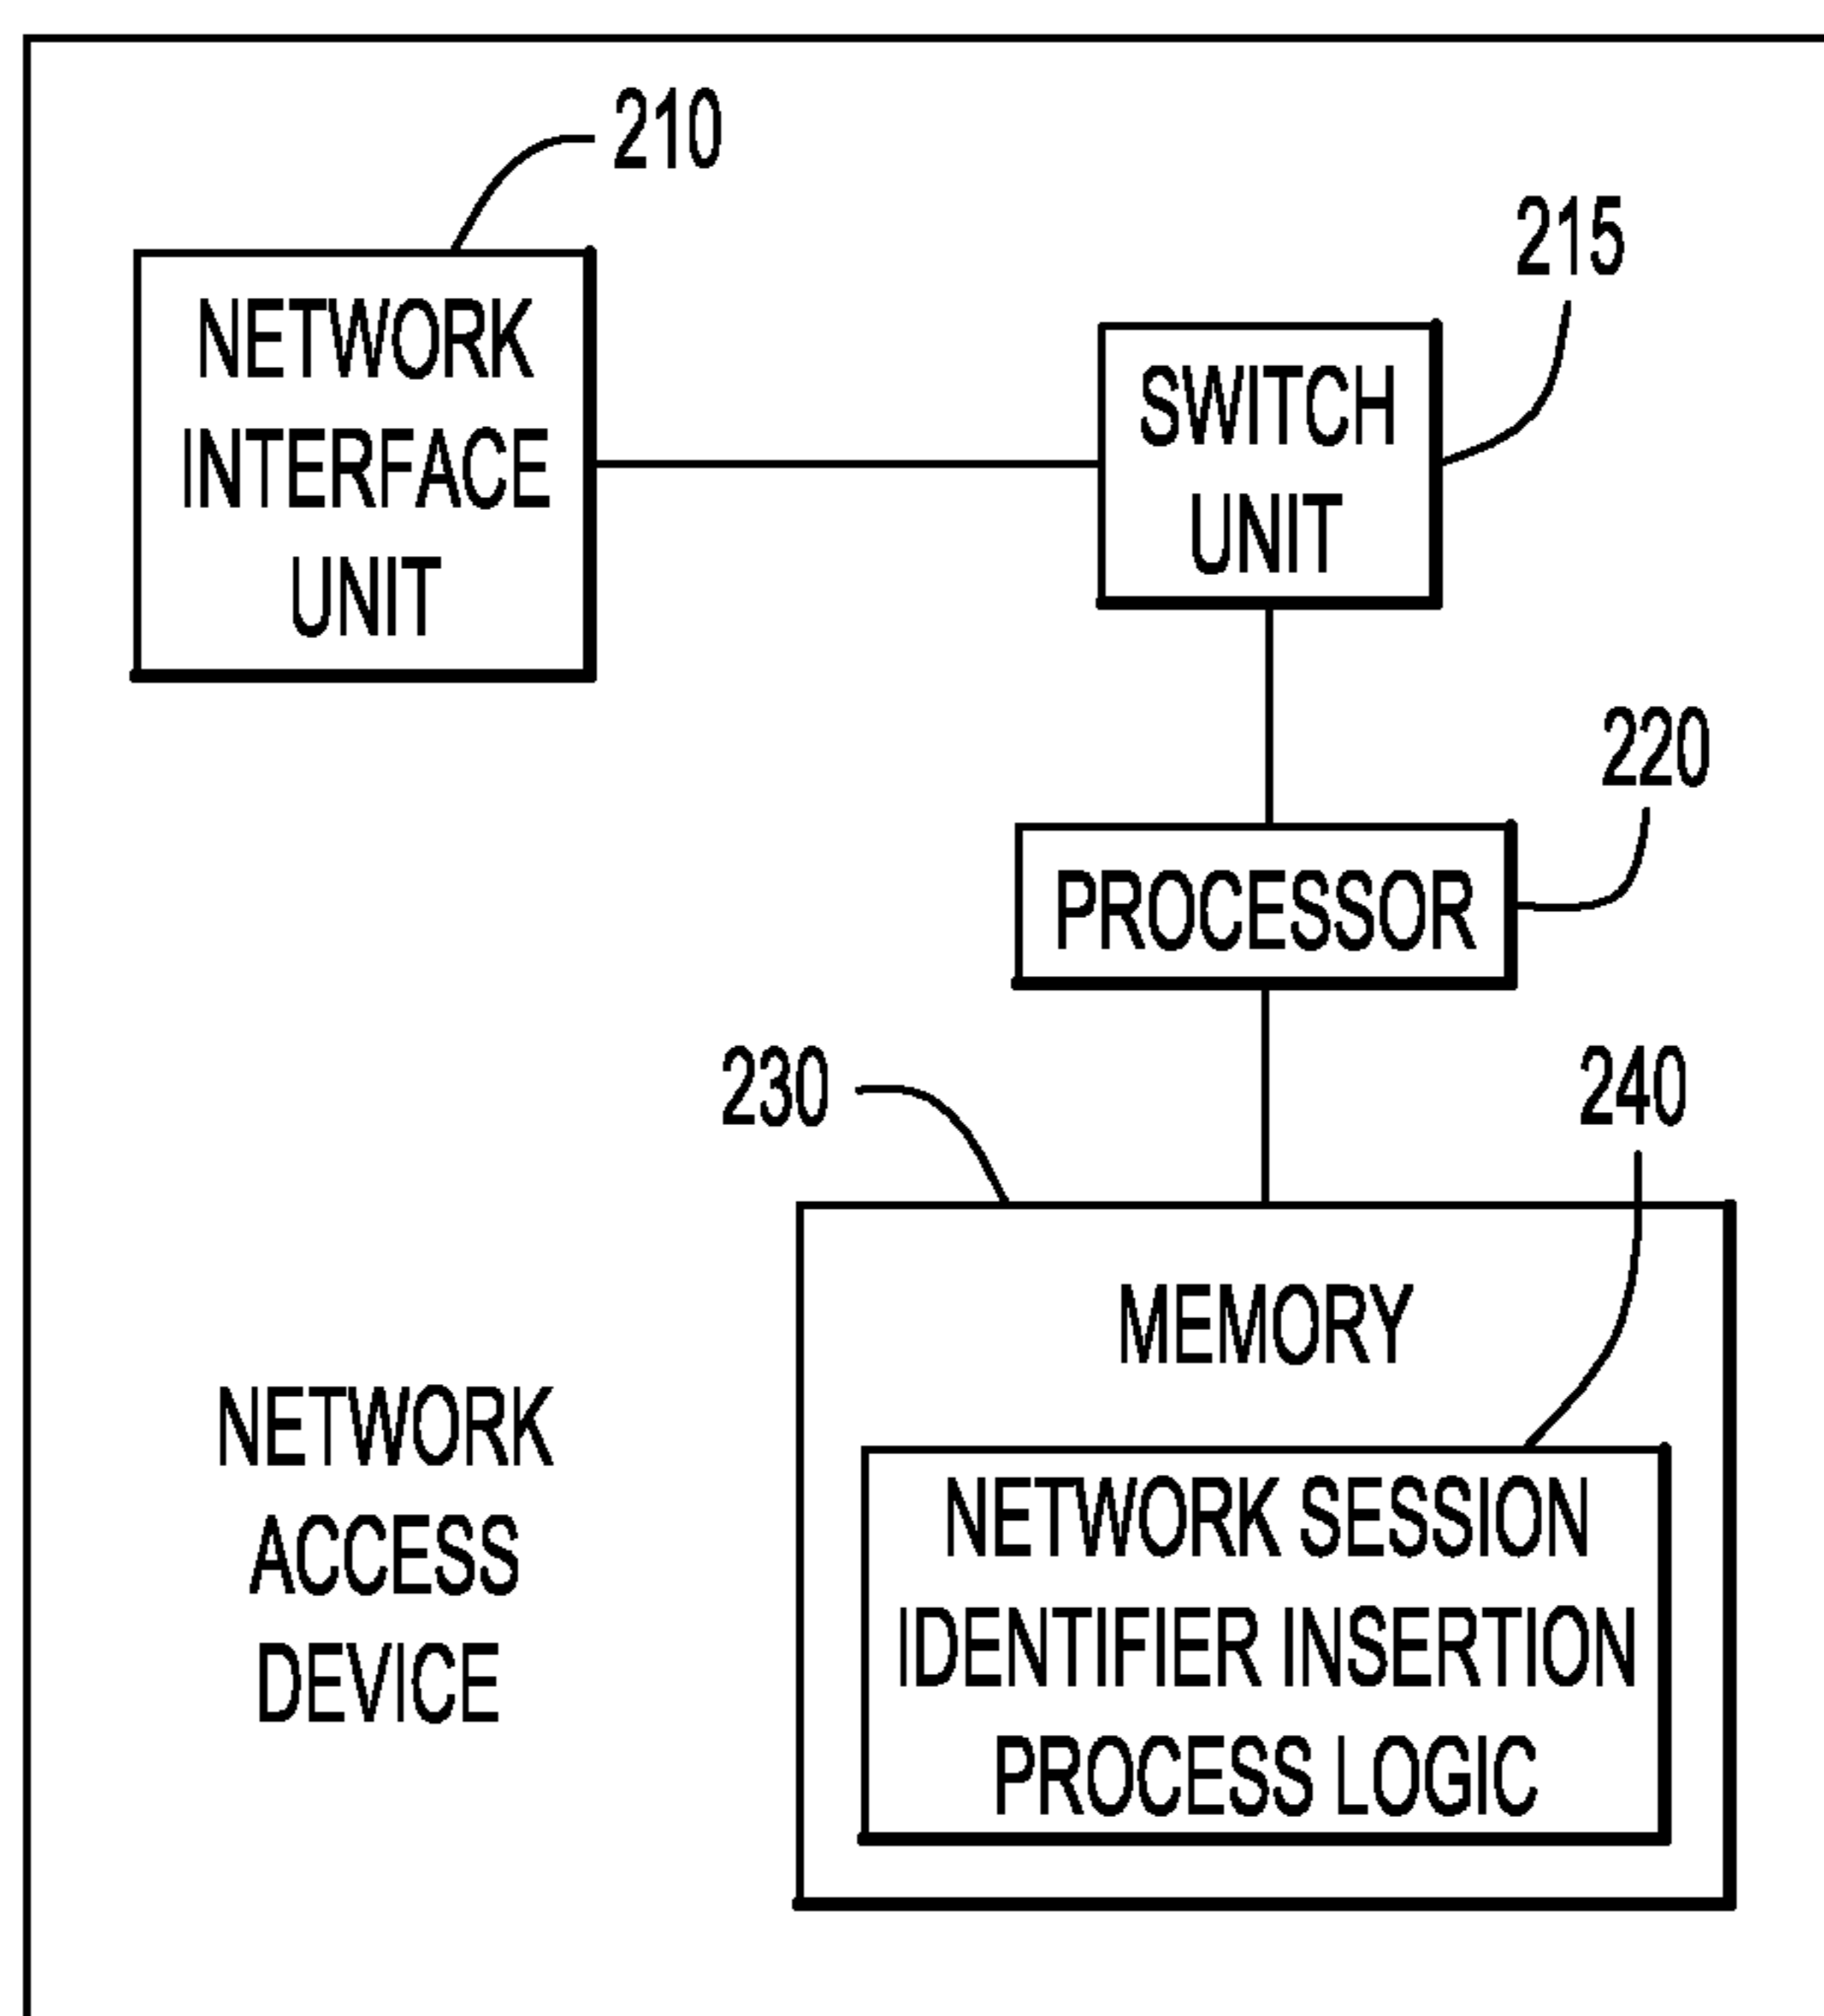 210
NETWORK
INTERFACE
UNIT
215
SWITCH
UNIT
220
PROCESSOR
230
240
MEMORY
NETWORK SESSION
IDENTIFIER INSERTION
PROCESS LOGIC
NETWORK
ACCESS
DEVICE